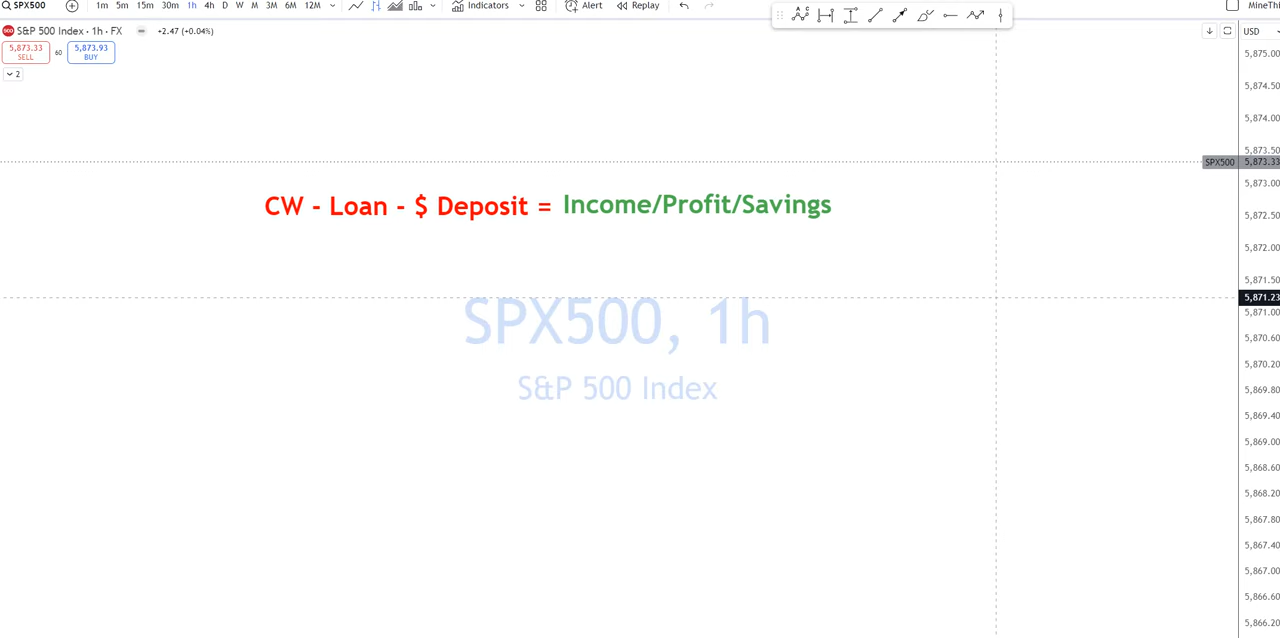 SPX500 1m 5m 15m 30m 1h 4h D W M 3M 6M 12M Indicators Alert Replay
S&P 500 Index · 1h · FX +2.47 (+0.04%)
5,873.33 60 5,873.93
SELL BUY
2
CW - Loan - $ Deposit = Income/Profit/Savings
SPX500, 1h
S&P 500 Index
A C
B
MineThi
USD
5,875.00
5,874.50
5,874.00
5,873.50
SPX500 5,873.33
5,873.00
5,872.50
5,872.00
5,871.50
5,871.23
5,871.00
5,870.60
5,870.20
5,869.80
5,869.40
5,869.00
5,868.60
5,868.20
5,867.80
5,867.40
5,867.00
5,866.60
5,866.20